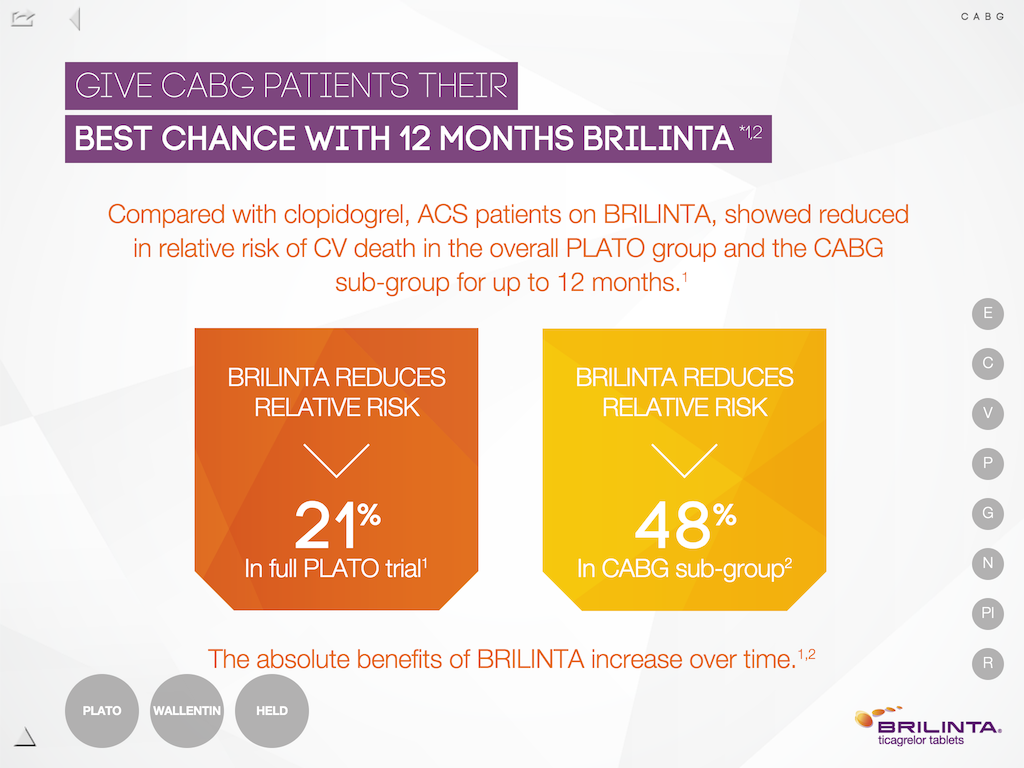 CABG
GIVE CABG PATIENTS THEIR
BEST CHANCE WITH 12 MONTHS BRILINTA *1,2
Compared with clopidogrel, ACS patients on BRILINTA, showed reduced
in relative risk of CV death in the overall PLATO group and the CABG
sub-group for up to 12 months.1
BRILINTA REDUCES
RELATIVE RISK
21%
In full PLATO trial1
BRILINTA REDUCES
RELATIVE RISK
48%
In CABG sub-group2
The absolute benefits of BRILINTA increase over time.1,2
E
C
V
P
G
N
PI
R
PLATO
WALLENTIN
HELD
BRILINTA®
ticagrelor tablets